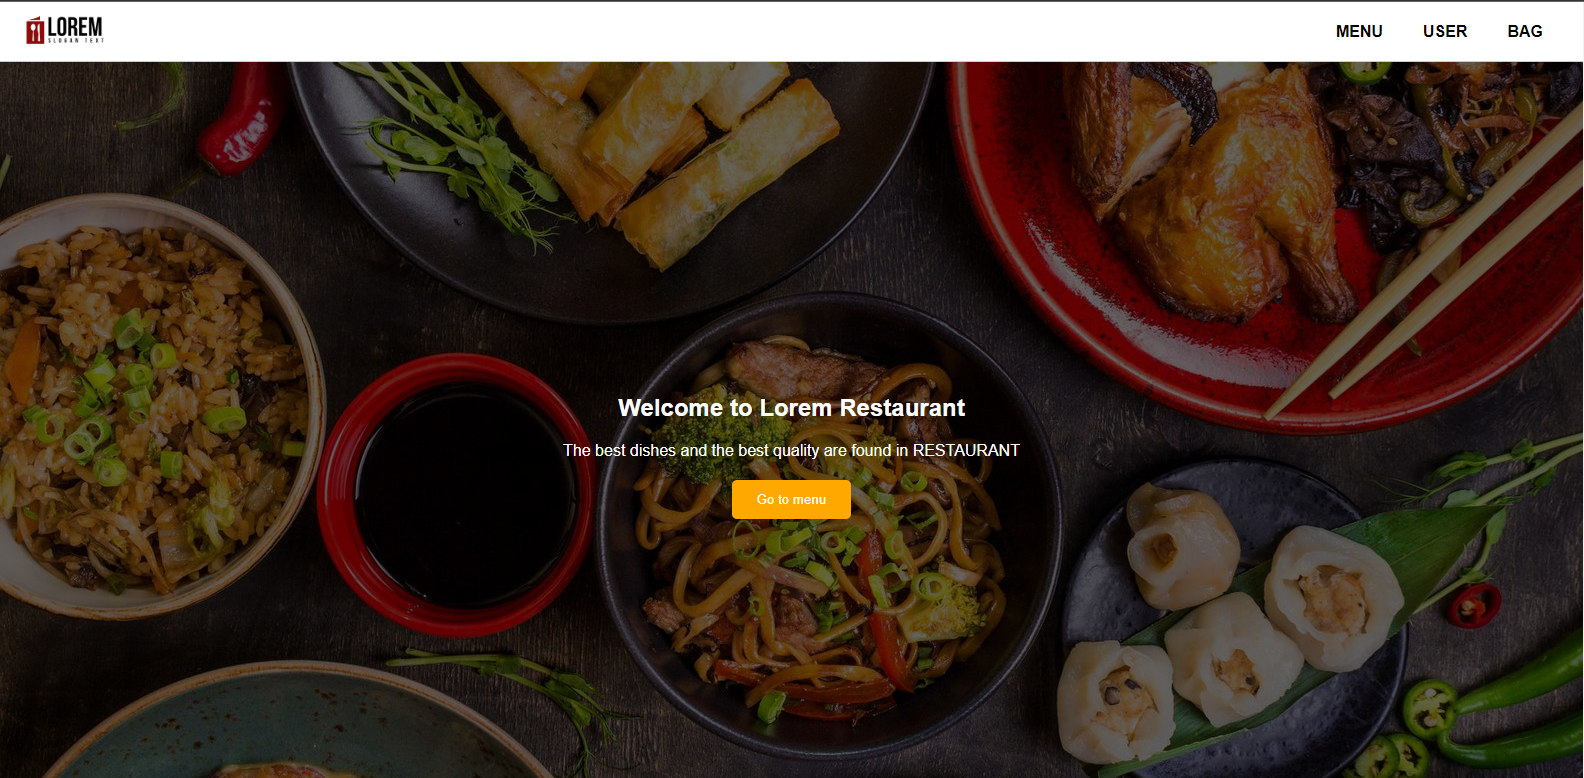 LOREM
SLOGAN TEXT
MENU USER BAG
Welcome to Lorem Restaurant
The best dishes and the best quality are found in RESTAURANT
Go to menu